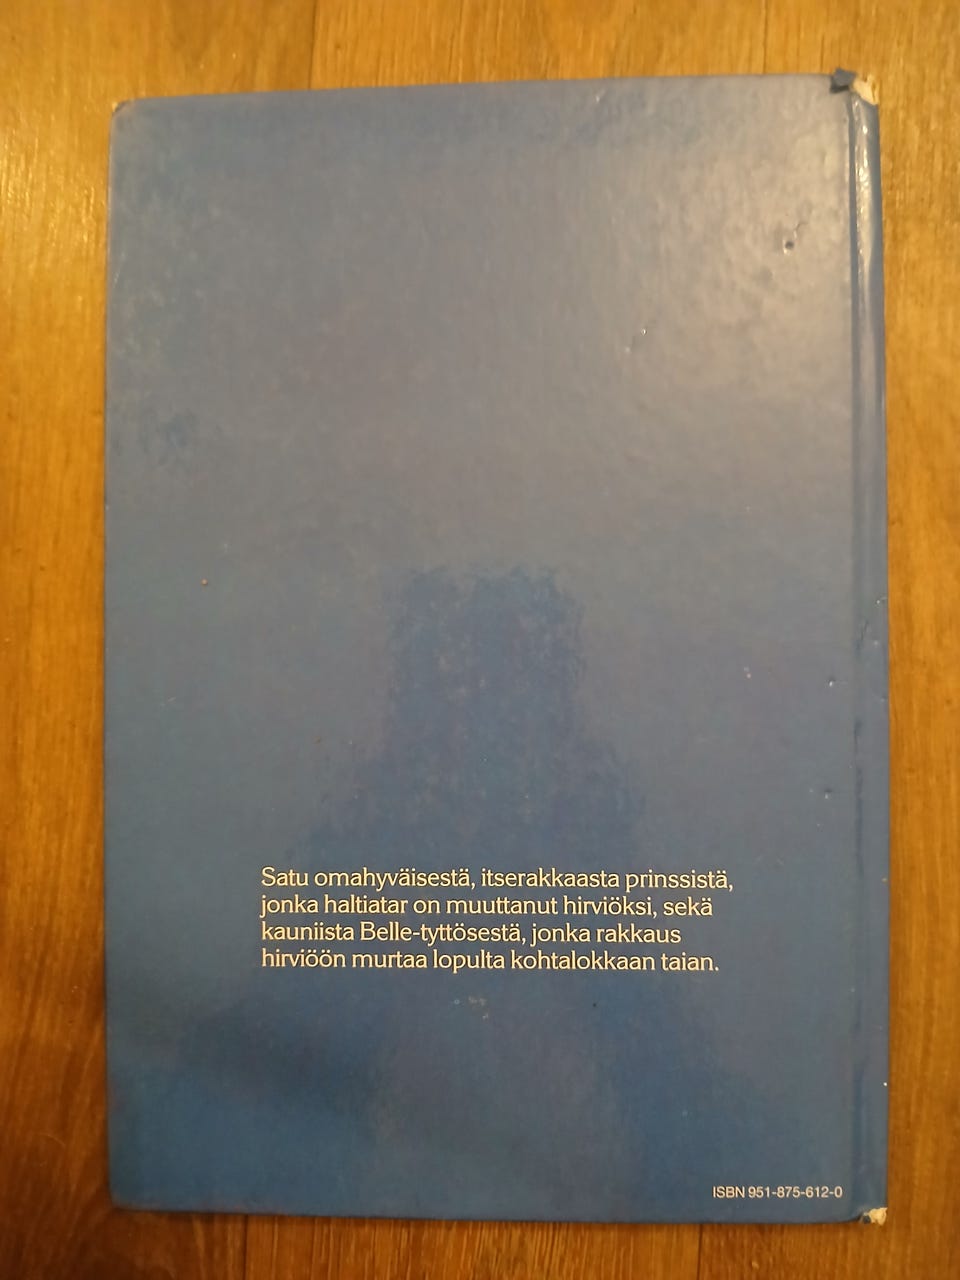 Satu omahyväisestä, itserakkaasta prinssistä,
jonka haltiatar on muuttanut hirviöksi, sekä
kauniista Belle-tyttösestä, jonka rakkaus
hirviöön murtaa lopulta kohtalokkaan taian.
ISBN 951-875-612-0